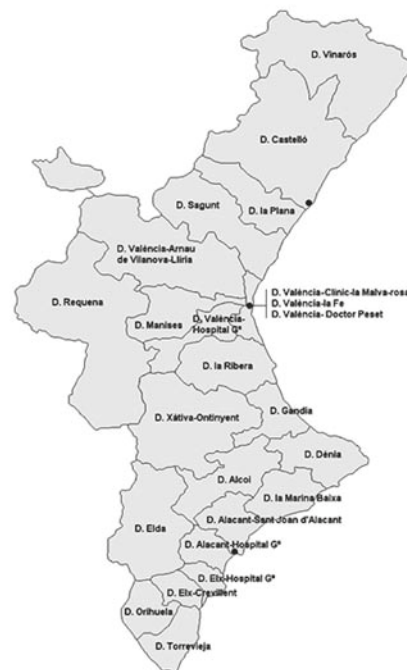 D. Vinaròs
D. Castelló
D. Sagunt
D. la Plana
D. València-Arnau
de Vilanova-Llíria
D. Requena
D. València-Clínic-la Malva-rosa
D. València-la Fe
D. València- Doctor Peset
D. Manises
D. València-
Hospital Gª
D. la Ribera
D. Xàtiva-Ontinyent
D. Gandia
D. Dénia
D. Alcoi
D. la Marina Baixa
D. Elda
D. Alacant-Sant Joan d'Alacant
D. Alacant-Hospital Gª
D. Elx-Hospital Gª
D. Elx-Crevillent
D. Orihuela
D. Torrevieja